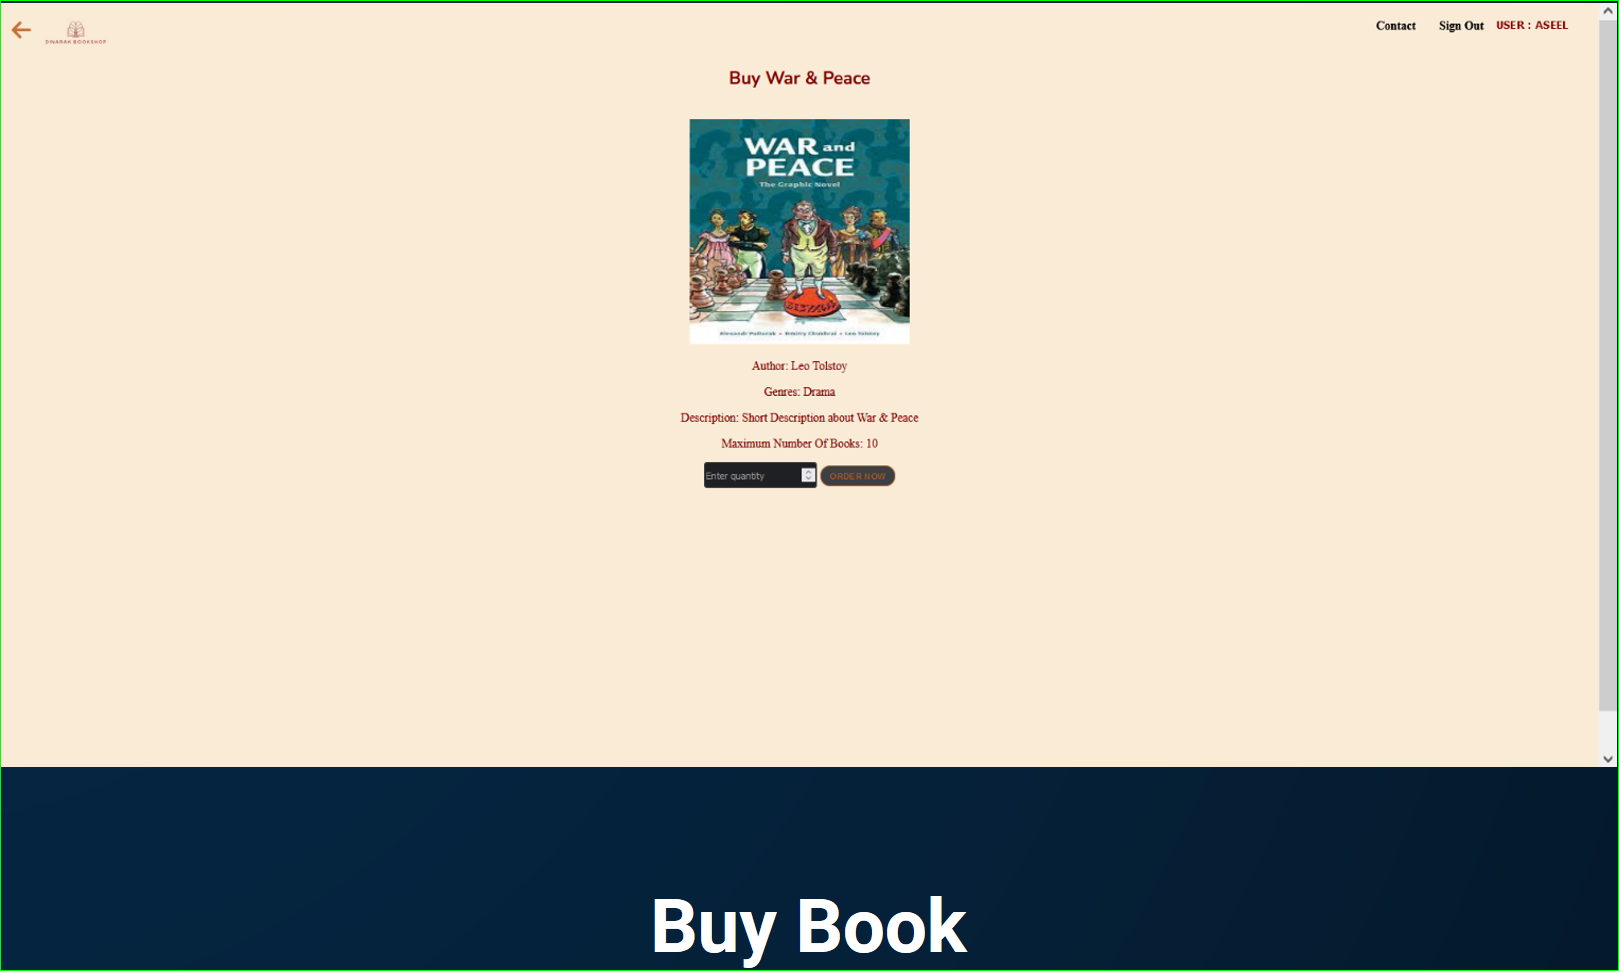 DWARAK BOOKSHOP
Contact
Sign Out
USER : ASEEL
Buy War & Peace
WAR and
PEACE
The Graphic Novel
Leo Tolstoy
Author: Leo Tolstoy
Genres: Drama
Description: Short Description about War & Peace
Maximum Number Of Books: 10
Enter quantity
ORDER NOW
Buy Book